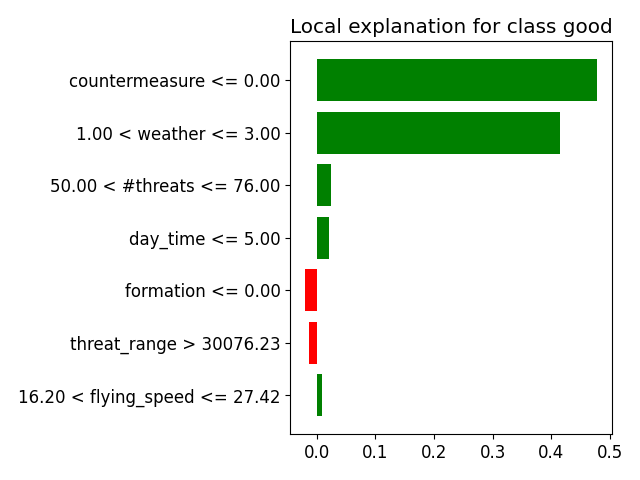 Local explanation for class good
countermeasure <= 0.00
1.00 < weather <= 3.00
50.00 < #threats <= 76.00
day_time <= 5.00
formation <= 0.00
threat_range > 30076.23
16.20 < flying_speed <= 27.42
0.0 0.1 0.2 0.3 0.4 0.5